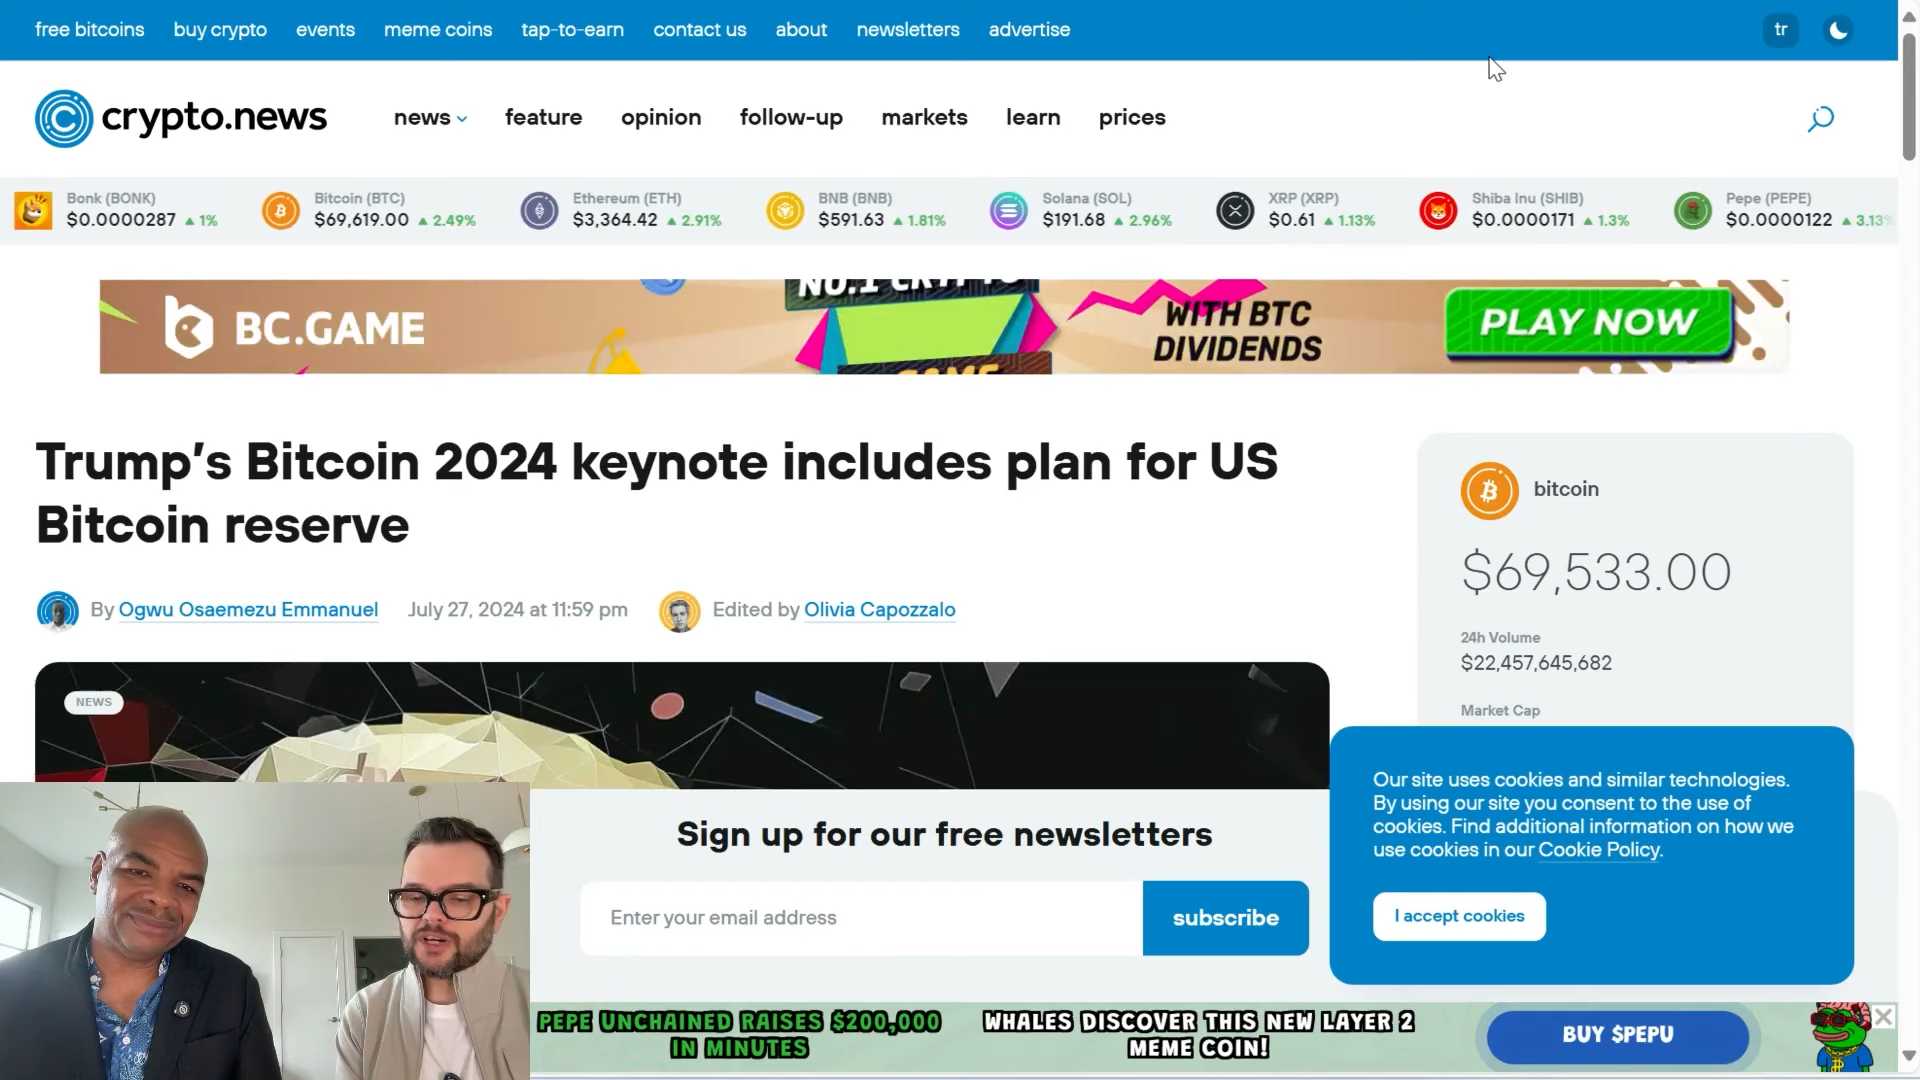 free bitcoins buy crypto events meme coins tap-to-earn contact us about newsletters advertise tr
crypto.news news feature opinion follow-up markets learn prices
Bonk (BONK) Bitcoin (BTC) Ethereum (ETH) BNB (BNB) Solana (SOL) XRP (XRP) Shiba Inu (SHIB) Pepe (PEPE)
$0.0000287 ▲ 1% $69,619.00 ▲ 2.49% $3,364.42 ▲ 2.91% $591.63 ▲ 1.81% $191.68 ▲ 2.96% $0.61 ▲ 1.13% $0.0000171 ▲ 1.3% $0.0000122 ▲ 3.13%
BC.GAME
NO.1 CRYPTO
GAME
WITH BTC
DIVIDENDS
PLAY NOW
Trump's Bitcoin 2024 keynote includes plan for US
Bitcoin reserve
By Ogwu Osaemezu Emmanuel July 27, 2024 at 11:59 pm Edited by Olivia Capozzalo
NEWS
bitcoin
$69,533.00
24h Volume
$22,457,645,682
Market Cap
Our site uses cookies and similar technologies.
By using our site you consent to the use of
cookies. Find additional information on how we
use cookies in our Cookie Policy.
I accept cookies
Sign up for our free newsletters
Enter your email address
subscribe
PEPE UNCHAINED RAISES $200,000
IN MINUTES
WHALES DISCOVER THIS NEW LAYER 2
MEME COIN!
BUY $PEPU